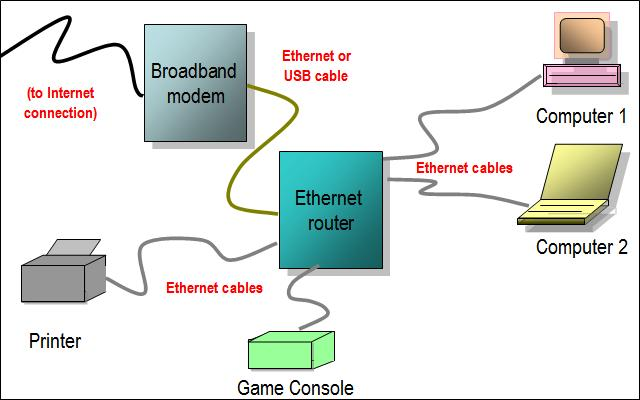 Ethernet or
USB cable
Broadband
modem
(to Internet
connection)
Computer 1
Ethernet cables
Ethernet
router
Computer 2
Ethernet cables
Printer
Game Console